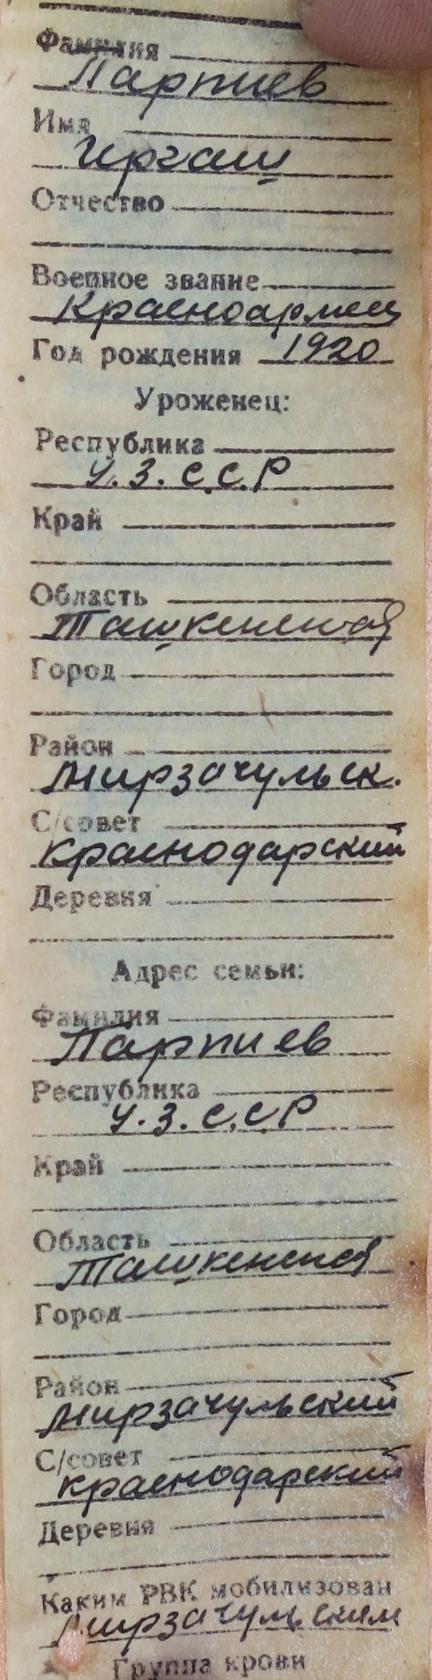 Фамилия
Парпиев
Имя
Иргаш
Отчество
Военное звание
Красноармеец
Год рождения 1920
Уроженец:
Республика
У.З.С.С.Р
Край
Область
Ташкентская
Город
Район
Мирзачульск.
С/совет
Краснодарский
Деревня
Адрес семьи:
Фамилия
Парпиев
Республика
У.З.С.С.Р
Край
Область
Ташкентская
Город
Район
Мирзачульский
С/совет
Краснодарский
Деревня
Каким РВК мобилизован
Мирзачульским
Группа крови